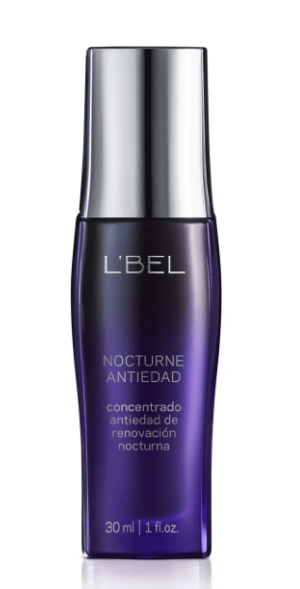 L'BEL
NOCTURNE
ANTIEDAD
concentrado
antiedad de
renovación
nocturna
30 ml | 1 fl.oz.